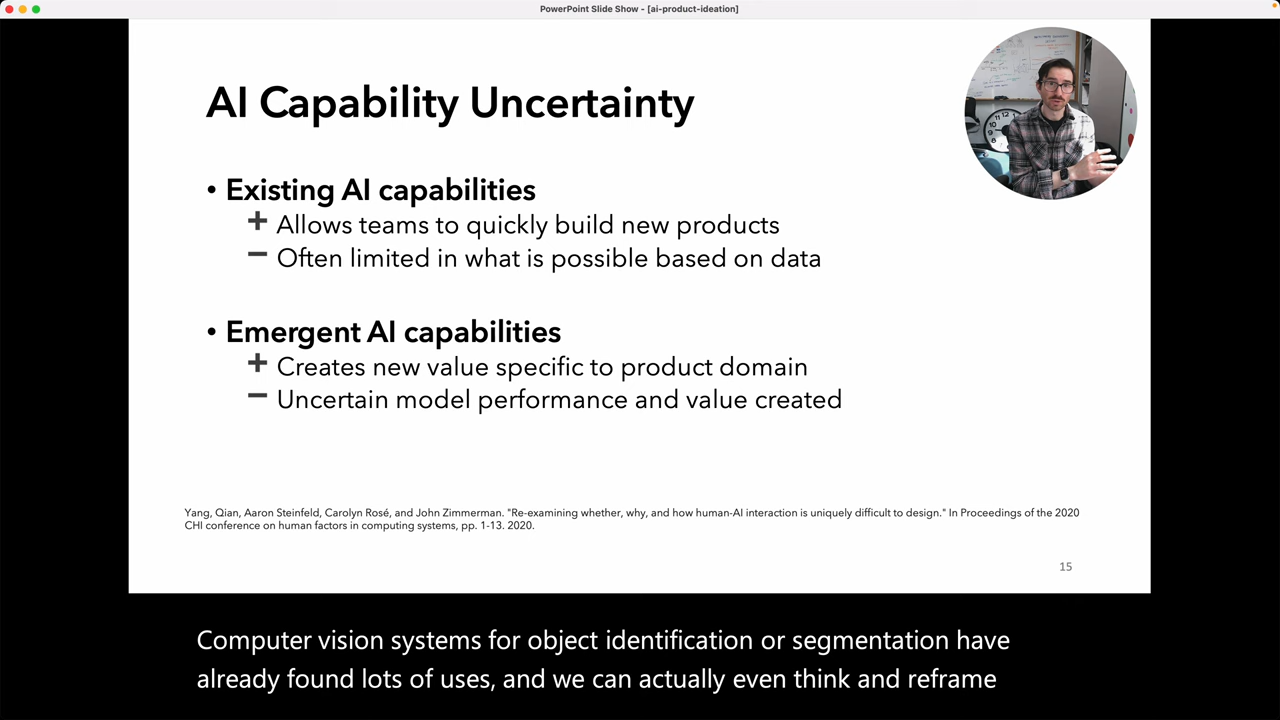 PowerPoint Slide Show - [ai-product-ideation]
AI Capability Uncertainty
• Existing AI capabilities
+ Allows teams to quickly build new products
− Often limited in what is possible based on data
• Emergent AI capabilities
+ Creates new value specific to product domain
− Uncertain model performance and value created
Yang, Qian, Aaron Steinfeld, Carolyn Rosé, and John Zimmerman. "Re-examining whether, why, and how human-AI interaction is uniquely difficult to design." In Proceedings of the 2020
CHI conference on human factors in computing systems, pp. 1-13. 2020.
15
Computer vision systems for object identification or segmentation have
already found lots of uses, and we can actually even think and reframe